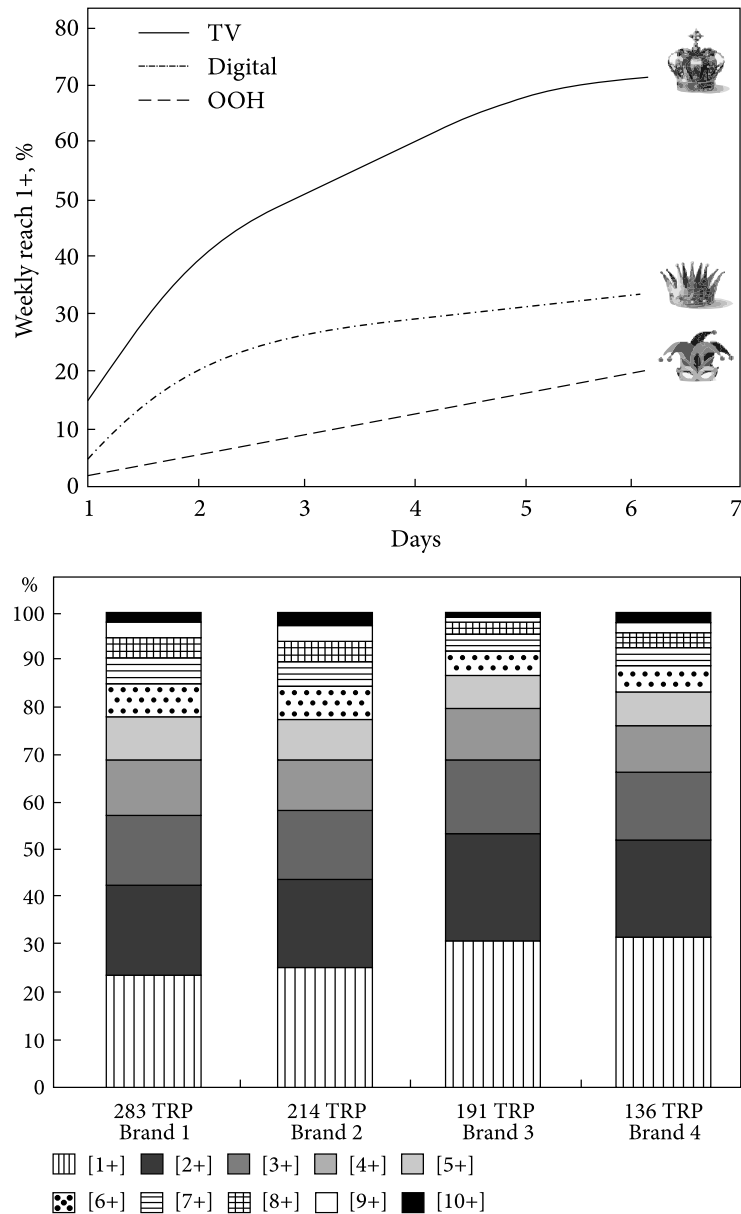 80
70
60
50
40
30
20
10
0
Weekly reach 1+, %
TV
Digital
OOH
1 2 3 4 5 6 7
Days
%
100
90
80
70
60
50
40
30
20
10
0
283 TRP 214 TRP 191 TRP 136 TRP
Brand 1 Brand 2 Brand 3 Brand 4
[1+] [2+] [3+] [4+] [5+]
[6+] [7+] [8+] [9+] [10+]